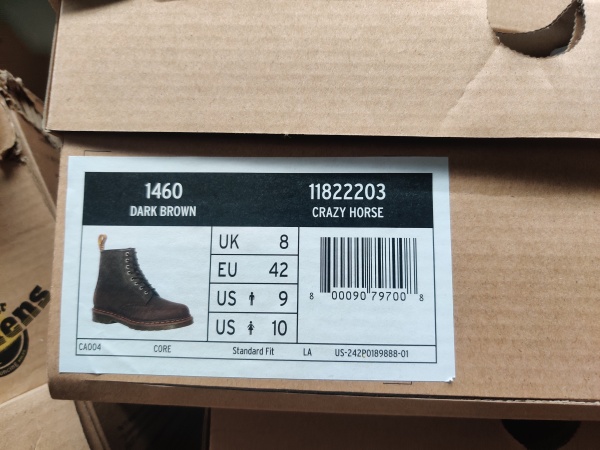 1460
DARK BROWN
11822203
CRAZY HORSE
UK 8
EU 42
US 9
US 10
8 00090 79700 8
CA004 CORE Standard Fit LA US-242P0189888-01
ens